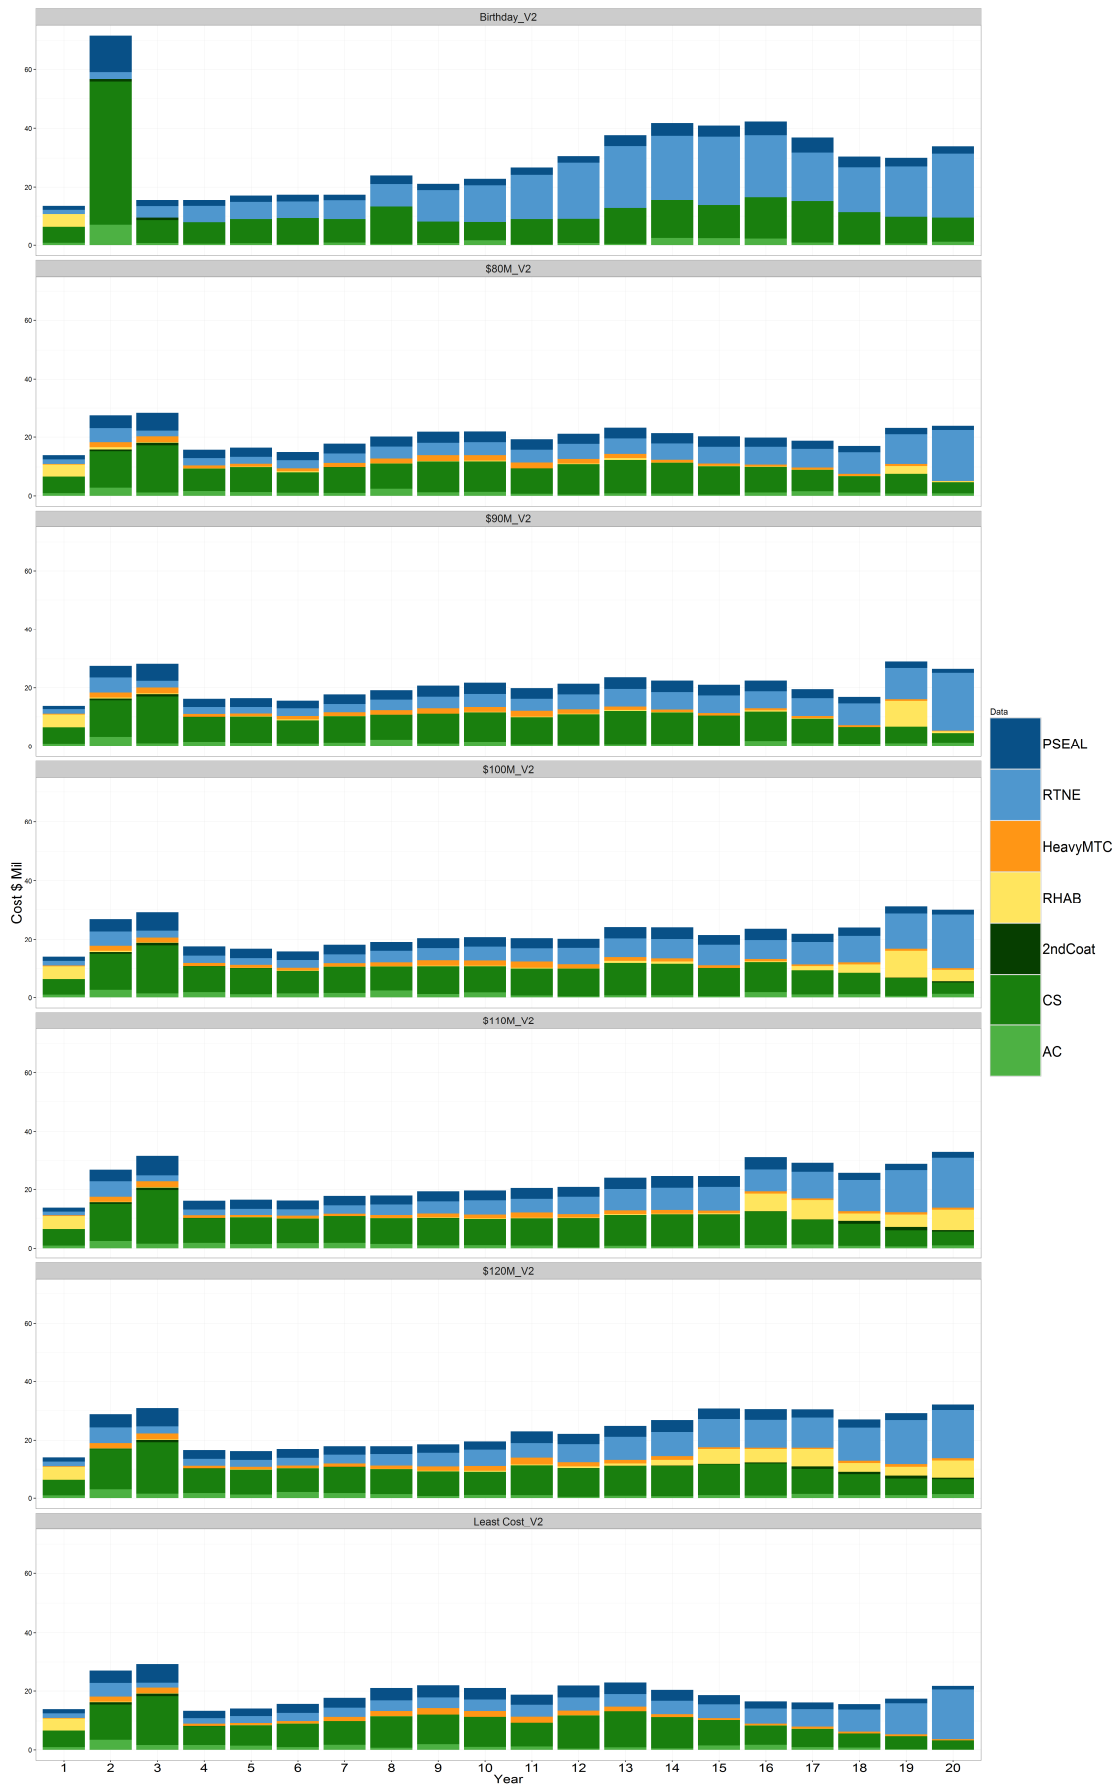 Birthday_V2
60
40
20
0
$80M_V2
60
40
20
0
$90M_V2
60
40
20
0
Data
PSEAL
RTNE
HeavyMTC
RHAB
2ndCoat
CS
AC
$100M_V2
60
40
20
0
Cost $ Mil
$110M_V2
60
40
20
0
$120M_V2
60
40
20
0
Least Cost_V2
60
40
20
0
1 2 3 4 5 6 7 8 9 10 11 12 13 14 15 16 17 18 19 20
Year